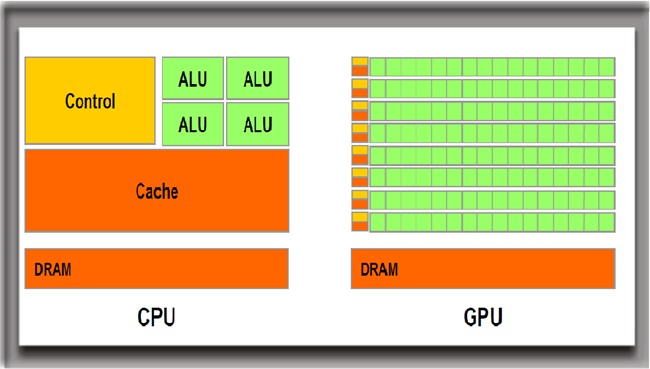 Control
ALU ALU
ALU ALU
Cache
DRAM
CPU
DRAM
GPU